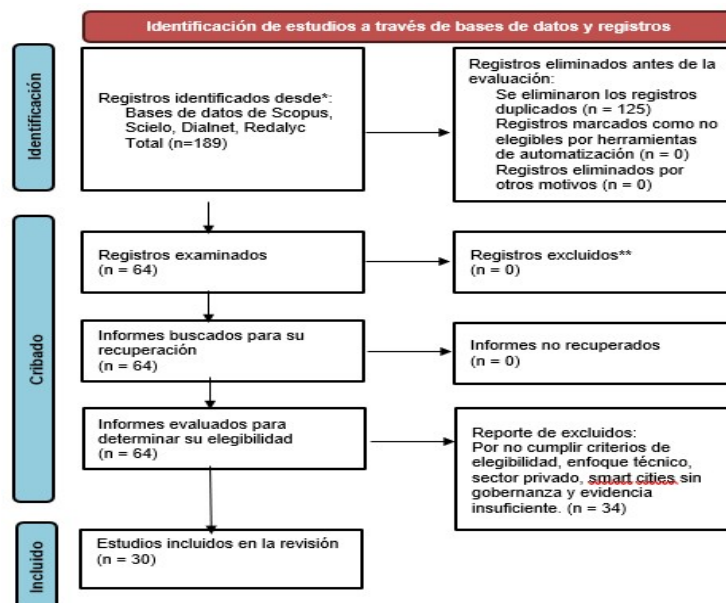 Identificación de estudios a través de bases de datos y registros
Identificación
Registros identificados desde*:
Bases de datos de Scopus,
Scielo, Dialnet, Redalyc
Total (n=189)
Registros eliminados antes de la
evaluación:
Se eliminaron los registros
duplicados (n = 125)
Registros marcados como no
elegibles por herramientas
de automatización (n = 0)
Registros eliminados por
otros motivos (n = 0)
Cribado
Registros examinados
(n = 64)
Registros excluidos**
(n = 0)
Informes buscados para su
recuperación
(n = 64)
Informes no recuperados
(n = 0)
Informes evaluados para
determinar su elegibilidad
(n = 64)
Reporte de excluidos:
Por no cumplir criterios de
elegibilidad, enfoque técnico,
sector privado, smart cities sin
gobernanza y evidencia
insuficiente. (n = 34)
Incluido
Estudios incluidos en la revisión
(n = 30)